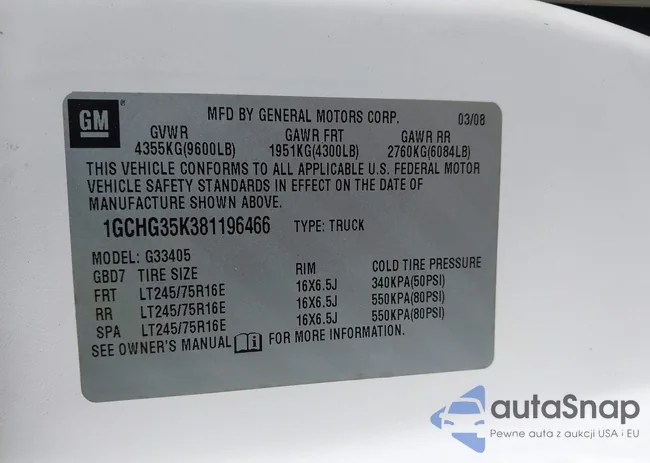 GM ® MFD BY GENERAL MOTORS CORP. 03/08
GVWR GAWR FRT GAWR RR
4355KG(9600LB) 1951KG(4300LB) 2760KG(6084LB)
THIS VEHICLE CONFORMS TO ALL APPLICABLE U.S. FEDERAL MOTOR
VEHICLE SAFETY STANDARDS IN EFFECT ON THE DATE OF
MANUFACTURE SHOWN ABOVE.
1GCHG35K381196466 TYPE: TRUCK
MODEL: G33405
GBD7 TIRE SIZE RIM COLD TIRE PRESSURE
FRT LT245/75R16E 16X6.5J 340KPA(50PSI)
RR LT245/75R16E 16X6.5J 550KPA(80PSI)
SPA LT245/75R16E 16X6.5J 550KPA(80PSI)
SEE OWNER'S MANUAL i FOR MORE INFORMATION.
autaSnap
Pewne auta z aukcji USA i EU